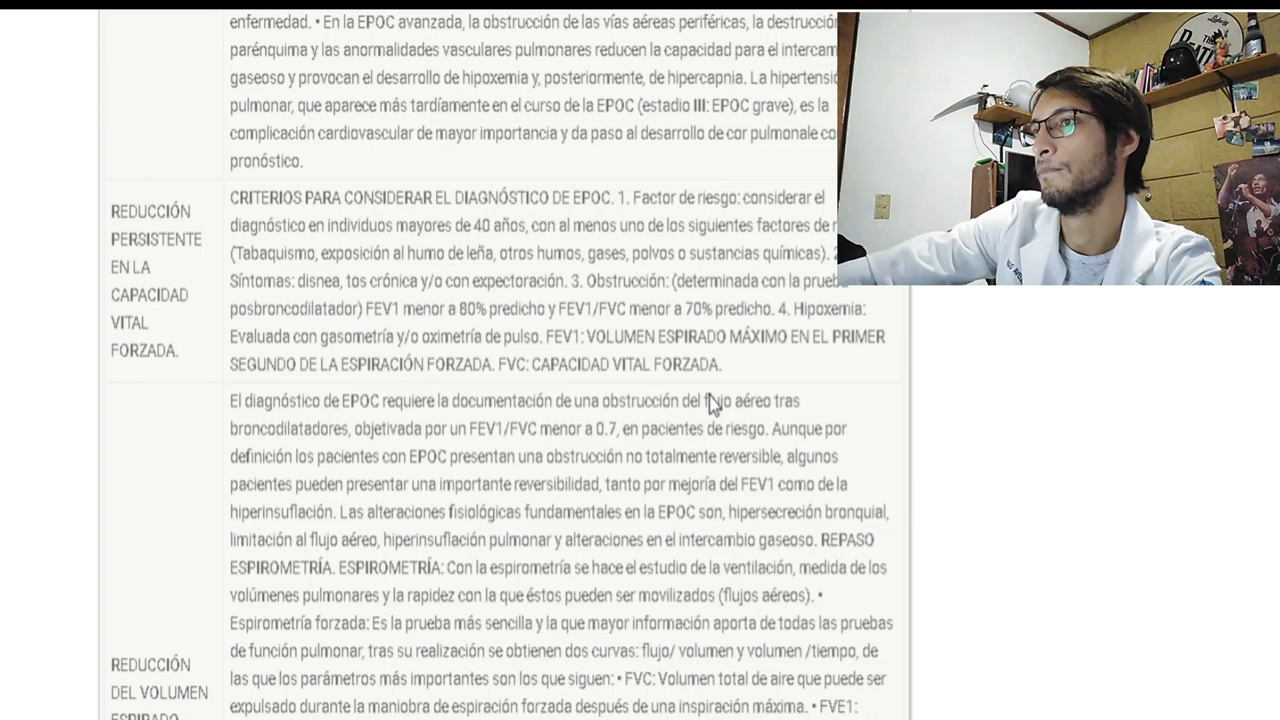 enfermedad. • En la EPOC avanzada, la obstrucción de las vías aéreas periféricas, la
parénquima y las anormalidades vasculares pulmonares reducen la capacidad para el
gaseoso y provocan el desarrollo de hipoxemia y, posteriormente, de hipercapnia. La
pulmonar, que aparece más tardíamente en el curso de la EPOC (estadio III: EPOC grave), es la
complicación cardiovascular de mayor importancia y da paso al desarrollo de cor pulmonale
pronóstico.
REDUCCIÓN
PERSISTENTE
EN LA
CAPACIDAD
VITAL
FORZADA.
CRITERIOS PARA CONSIDERAR EL DIAGNÓSTICO DE EPOC. 1. Factor de riesgo: considerar el
diagnóstico en individuos mayores de 40 años, con al menos uno de los siguientes factores de
(Tabaquismo, exposición al humo de leña, otros humos, gases, polvos o sustancias químicas).
Síntomas: disnea, tos crónica y/o con expectoración. 3. Obstrucción: (determinada con la prueba
posbroncodilatador) FEV1 menor a 80% predicho y FEV1/FVC menor a 70% predicho. 4. Hipoxemia:
Evaluada con gasometría y/o oximetría de pulso. FEV1: VOLUMEN ESPIRADO MÁXIMO EN EL PRIMER
SEGUNDO DE LA ESPIRACIÓN FORZADA. FVC: CAPACIDAD VITAL FORZADA.
El diagnóstico de EPOC requiere la documentación de una obstrucción del flujo aéreo tras
broncodilatadores, objetivada por un FEV1/FVC menor a 0.7, en pacientes de riesgo. Aunque por
definición los pacientes con EPOC presentan una obstrucción no totalmente reversible, algunos
pacientes pueden presentar una importante reversibilidad, tanto por mejoría del FEV1 como de la
hiperinsuflación. Las alteraciones fisiológicas fundamentales en la EPOC son, hipersecreción bronquial,
limitación al flujo aéreo, hiperinsuflación pulmonar y alteraciones en el intercambio gaseoso. REPASO
ESPIROMETRÍA. ESPIROMETRÍA: Con la espirometría se hace el estudio de la ventilación, medida de los
volúmenes pulmonares y la rapidez con la que éstos pueden ser movilizados (flujos aéreos). •
Espirometría forzada: Es la prueba más sencilla y la que mayor información aporta de todas las pruebas
de función pulmonar, tras su realización se obtienen dos curvas: flujo/ volumen y volumen /tiempo, de
las que los parámetros más importantes son los que siguen: • FVC: Volumen total de aire que puede ser
expulsado durante la maniobra de espiración forzada después de una inspiración máxima. • FVE1:
REDUCCIÓN
DEL VOLUMEN
ESPIRADO